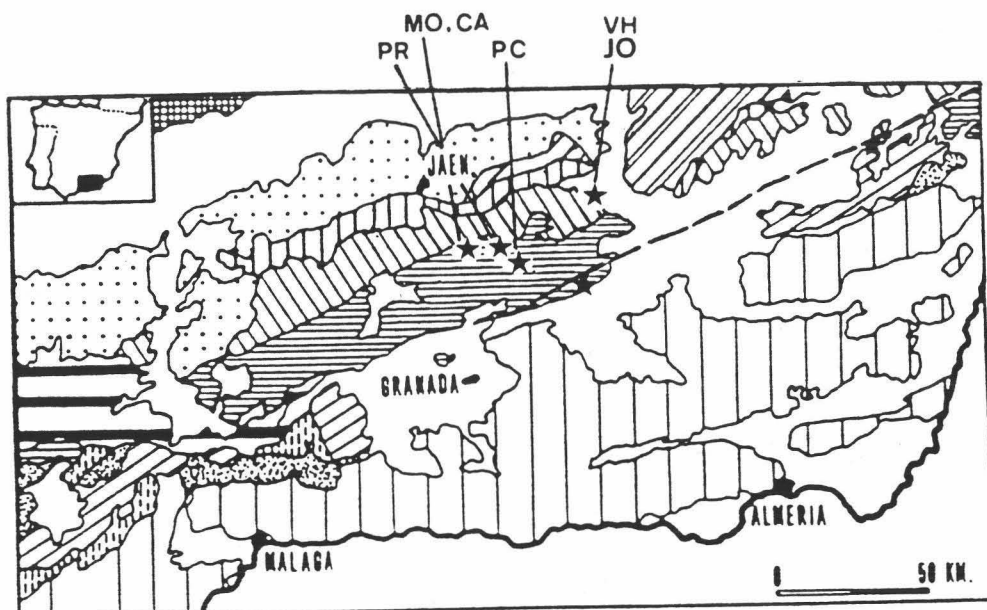 MO.CA
VH
PR
PC
JO
JAEN
GRANADA
ALMERIA
MALAGA
0
50 KM.